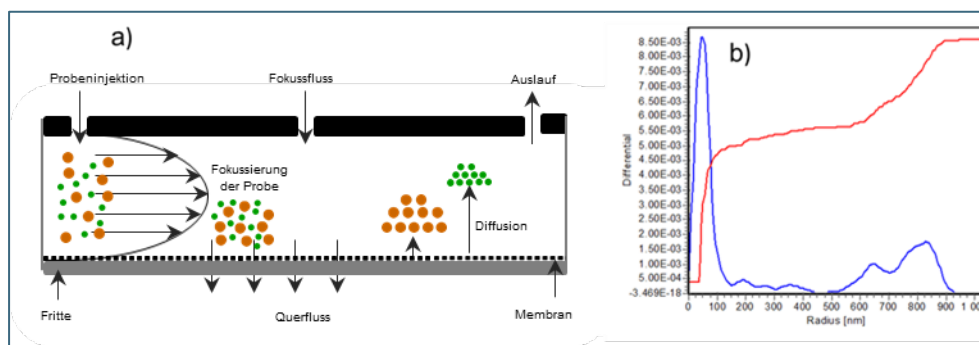 a)
Probeninjektion
Fokussfluss
Auslauf
Fokussierung
der Probe
Diffusion
Fritte
Querfluss
Membran
b)
Differential
8.50E-03
8.00E-03
7.50E-03
7.00E-03
6.50E-03
6.00E-03
5.50E-03
5.00E-03
4.50E-03
4.00E-03
3.50E-03
3.00E-03
2.50E-03
2.00E-03
1.50E-03
1.00E-03
5.00E-04
-3.469E-18
0 100 200 300 400 500 600 700 800 900 1 00
Radius [nm]